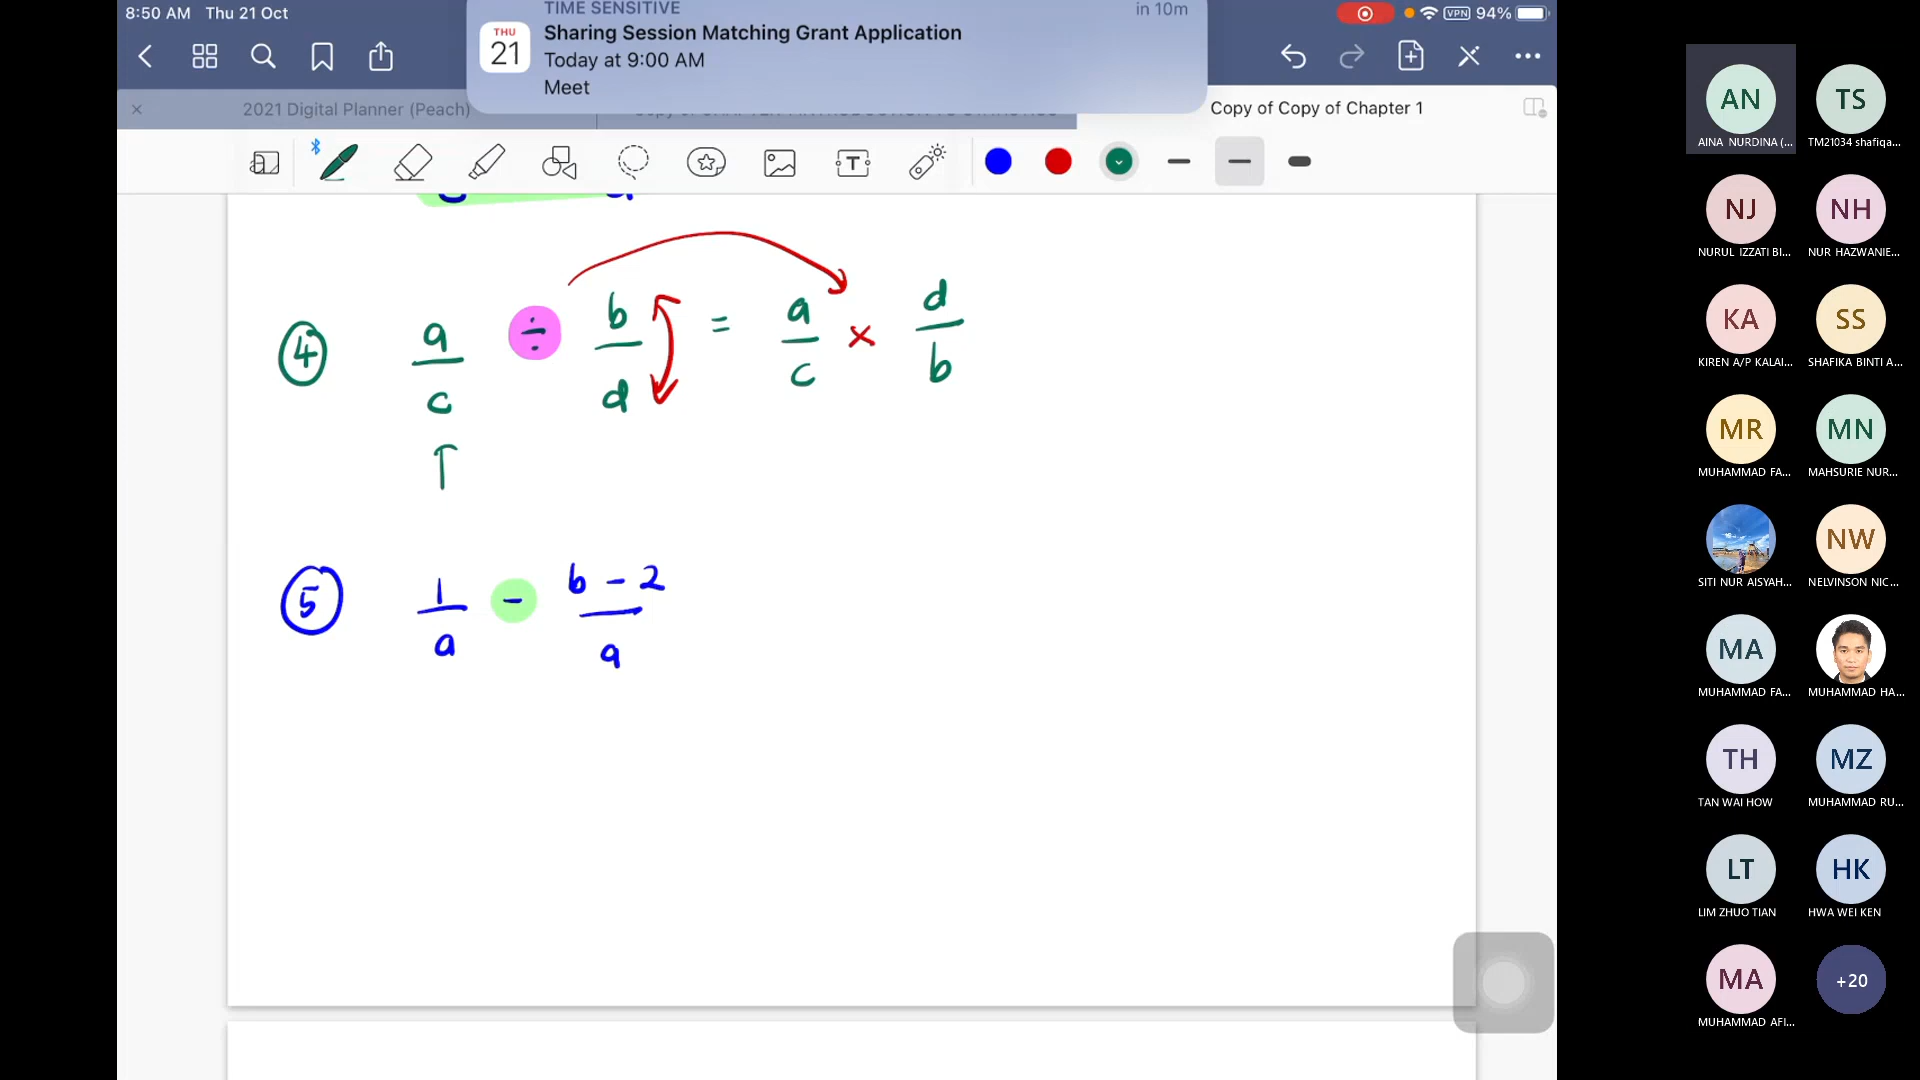 8:50 AM Thu 21 Oct
TIME SENSITIVE
in 10m
THU
21
Sharing Session Matching Grant Application
Today at 9:00 AM
Meet
VPN 94%
2021 Digital Planner (Peach)
Copy of Copy of Chapter 1
T
④ a/c ÷ b/d = a/c × d/b
↑
⑤ 1/a - b - 2/a
AN
AINA NURDINA (...
TS
TM21034 shafiqa...
NJ
NURUL IZZATI BI...
NH
NUR HAZWANIE...
KA
KIREN A/P KALAI...
SS
SHAFIKA BINTI A...
MR
MUHAMMAD FA...
MN
MAHSURIE NUR...
SITI NUR AISYAH...
NW
NELVINSON NIC...
MA
MUHAMMAD FA...
MUHAMMAD HA...
TH
TAN WAI HOW
MZ
MUHAMMAD RU...
LT
LIM ZHUO TIAN
HK
HWA WEI KEN
MA
MUHAMMAD AFI...
+20